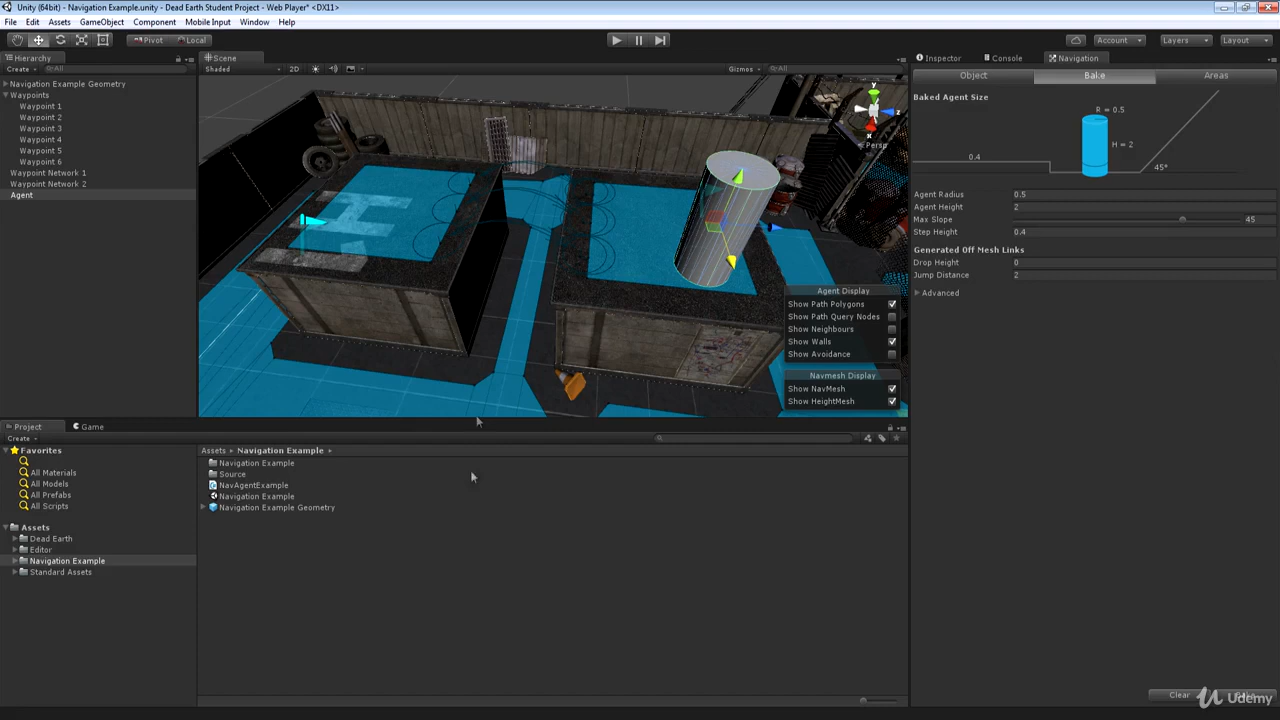 Unity (64bit) - Navigation Example.unity - Dead Earth Student Project - Web Player* <DX11>
File Edit Assets GameObject Component Mobile Input Window Help
Pivot Local Account Layers Layout
Hierarchy
Create All
Navigation Example Geometry
Waypoints
Waypoint 1
Waypoint 2
Waypoint 3
Waypoint 4
Waypoint 5
Waypoint 6
Waypoint Network 1
Waypoint Network 2
Agent
Scene
Shaded 2D Gizmos All
y
z
x
Persp
Agent Display
Show Path Polygons
Show Path Query Nodes
Show Neighbours
Show Walls
Show Avoidance
Navmesh Display
Show NavMesh
Show HeightMesh
Inspector Console Navigation
Object Bake Areas
Baked Agent Size
R = 0.5
H = 2
0.4
45°
Agent Radius 0.5
Agent Height 2
Max Slope 45
Step Height 0.4
Generated Off Mesh Links
Drop Height 0
Jump Distance 2
Advanced
Clear
Udemy
Project Game
Create
Favorites
All Materials
All Models
All Prefabs
All Scripts
Assets
Dead Earth
Editor
Navigation Example
Standard Assets
Assets Navigation Example
Navigation Example
Source
NavAgentExample
Navigation Example
Navigation Example Geometry